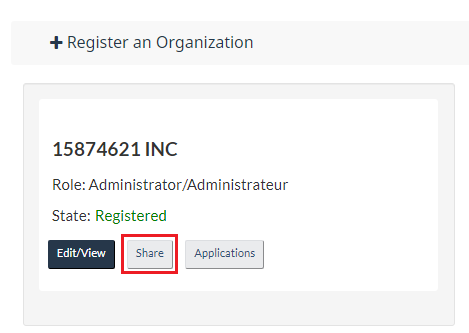 + Register an Organization
15874621 INC
Role: Administrator/Administrateur
State: Registered
Edit/View Share Applications